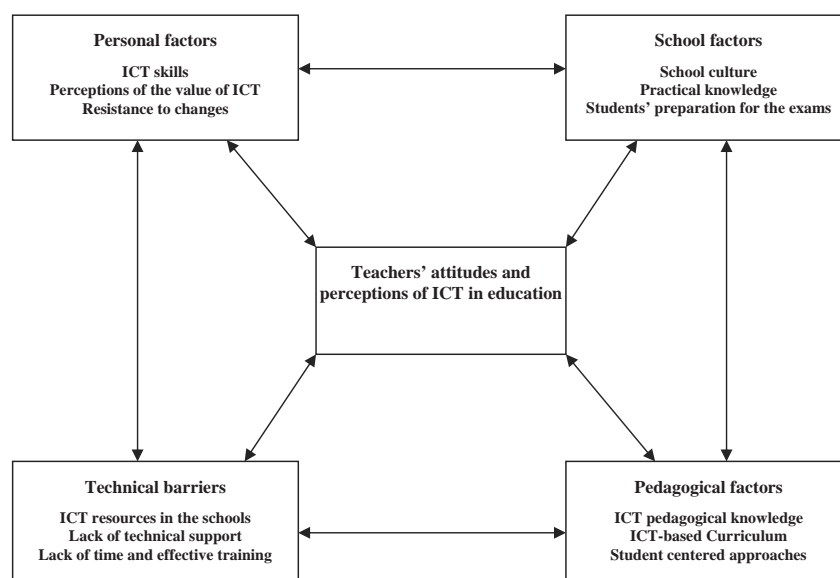 Personal factors
ICT skills
Perceptions of the value of ICT
Resistance to changes
School factors
School culture
Practical knowledge
Students’ preparation for the exams
Teachers’ attitudes and
perceptions of ICT in education
Technical barriers
ICT resources in the schools
Lack of technical support
Lack of time and effective training
Pedagogical factors
ICT pedagogical knowledge
ICT-based Curriculum
Student centered approaches